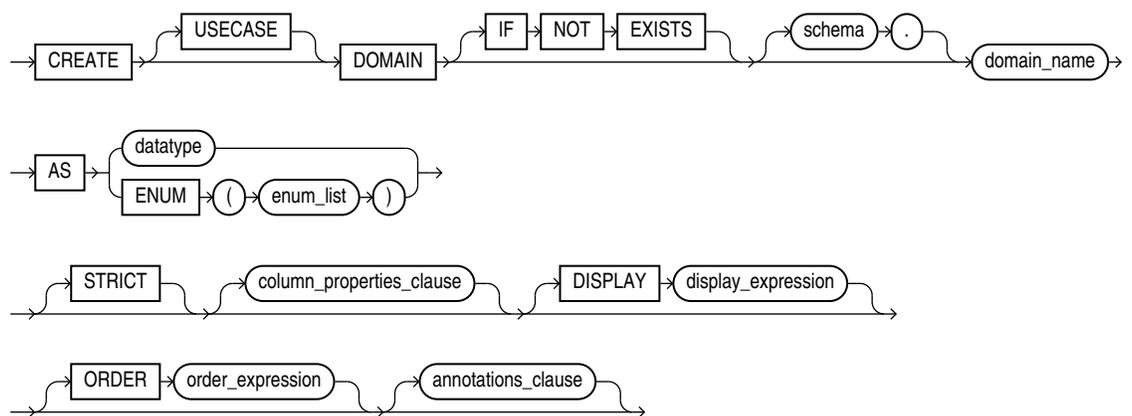 CREATE USECASE DOMAIN IF NOT EXISTS schema . domain_name
AS datatype
ENUM ( enum_list )
STRICT column_properties_clause DISPLAY display_expression
ORDER order_expression annotations_clause